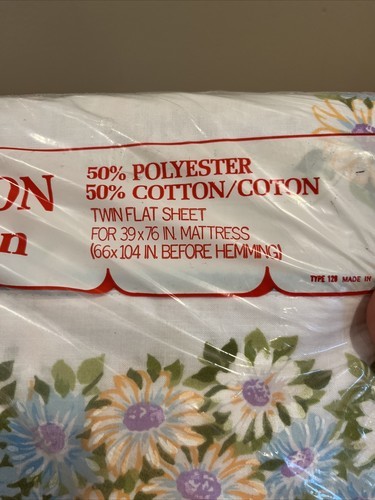 ON
n
50% POLYESTER
50% COTTON/COTON
TWIN FLAT SHEET
FOR 39x76 IN. MATTRESS
(66x104 IN. BEFORE HEMMING)
TYPE 128 MADE IN